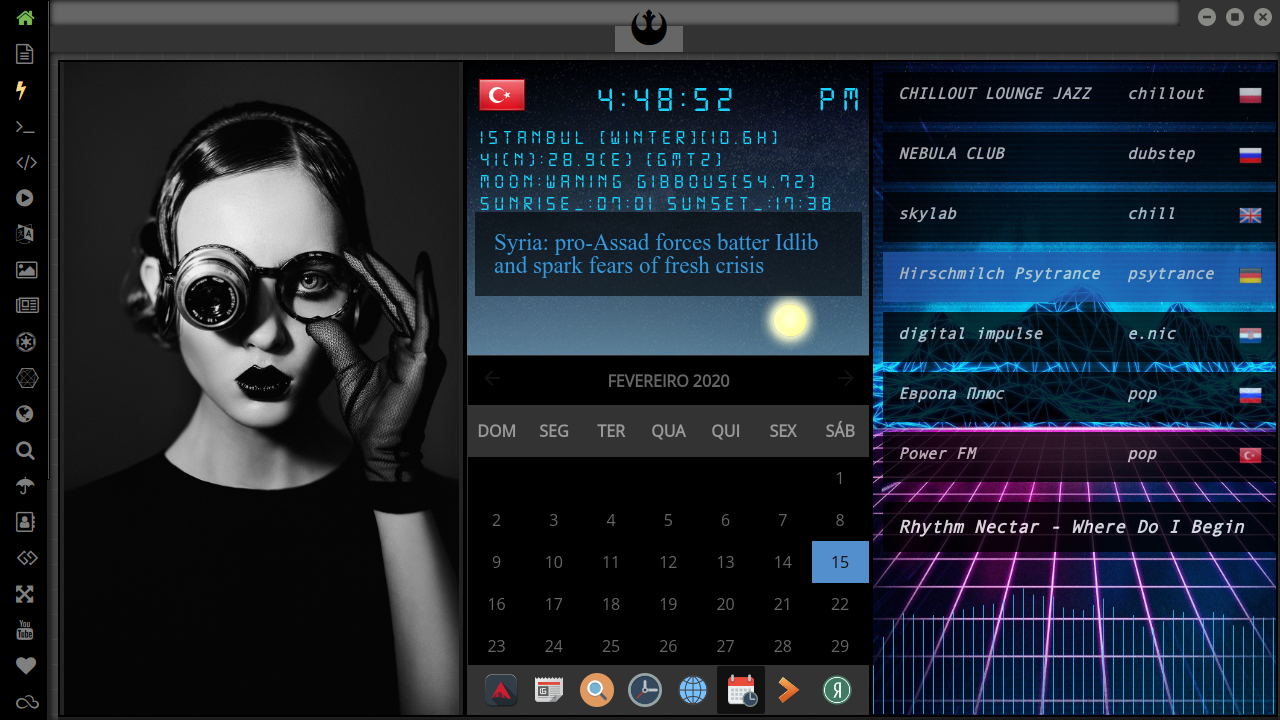 4:48:52 PM
ISTANBUL (WINTER)(10.6H)
41(N):28.9(E) (GMT2)
MOON:WANING GIBBOUS(54.72)
SUNRISE_:07:01 SUNSET_:17:38
Syria: pro-Assad forces batter Idlib
and spark fears of fresh crisis
FEVEREIRO 2020
DOM SEG TER QUA QUI SEX SÁB
1
2 3 4 5 6 7 8
9 10 11 12 13 14 15
16 17 18 19 20 21 22
23 24 25 26 27 28 29
Я
CHILLOUT LOUNGE JAZZ chillout
NEBULA CLUB dubstep
skylab chill
Hirschmilch Psytrance psytrance
digital impulse e.nic
Европа Плюс pop
Power FM pop
Rhythm Nectar - Where Do I Begin
You
Tube